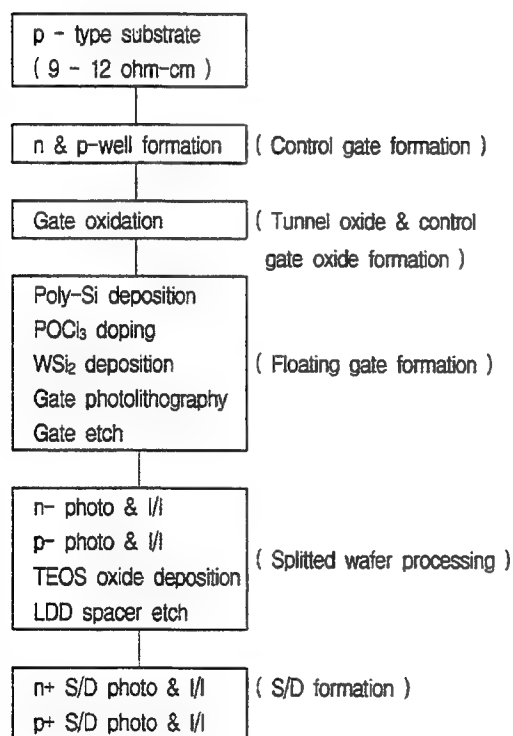 p - type substrate
( 9 - 12 ohm-cm )
n & p-well formation ( Control gate formation )
Gate oxidation ( Tunnel oxide & control
gate oxide formation )
Poly-Si deposition
POCl₃ doping
WSi₂ deposition ( Floating gate formation )
Gate photolithography
Gate etch
n- photo & I/I
p- photo & I/I
TEOS oxide deposition ( Splitted wafer processing )
LDD spacer etch
n+ S/D photo & I/I ( S/D formation )
p+ S/D photo & I/I